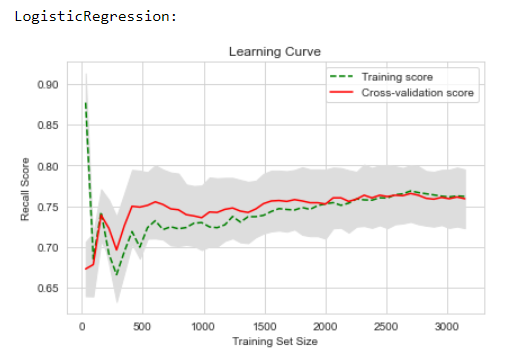 LogisticRegression:
Learning Curve
Training score
Cross-validation score
0.90
0.85
0.80
0.75
0.70
0.65
Recall Score
0 500 1000 1500 2000 2500 3000
Training Set Size